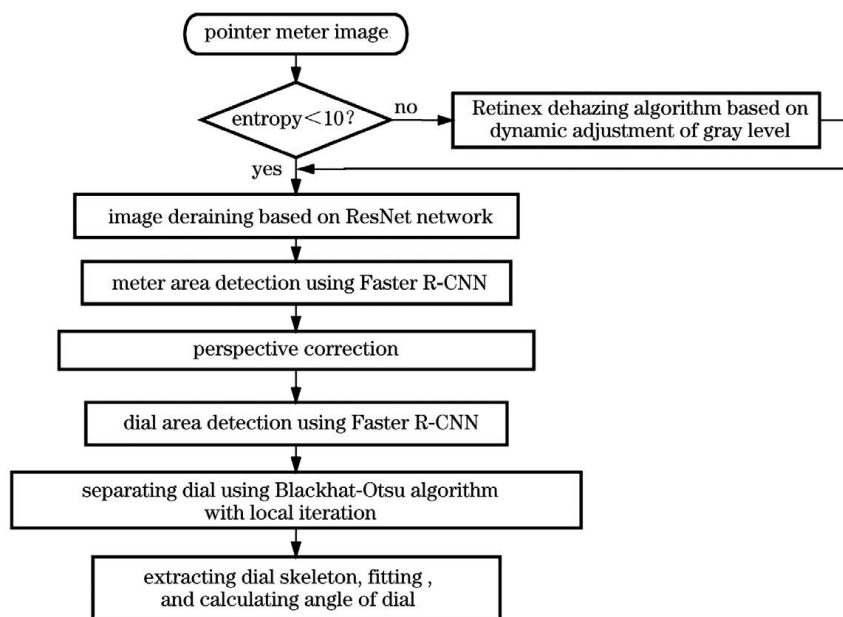 pointer meter image
entropy<10?
no
Retinex dehazing algorithm based on
dynamic adjustment of gray level
yes
image deraining based on ResNet network
meter area detection using Faster R-CNN
perspective correction
dial area detection using Faster R-CNN
separating dial using Blackhat-Otsu algorithm
with local iteration
extracting dial skeleton, fitting ,
and calculating angle of dial